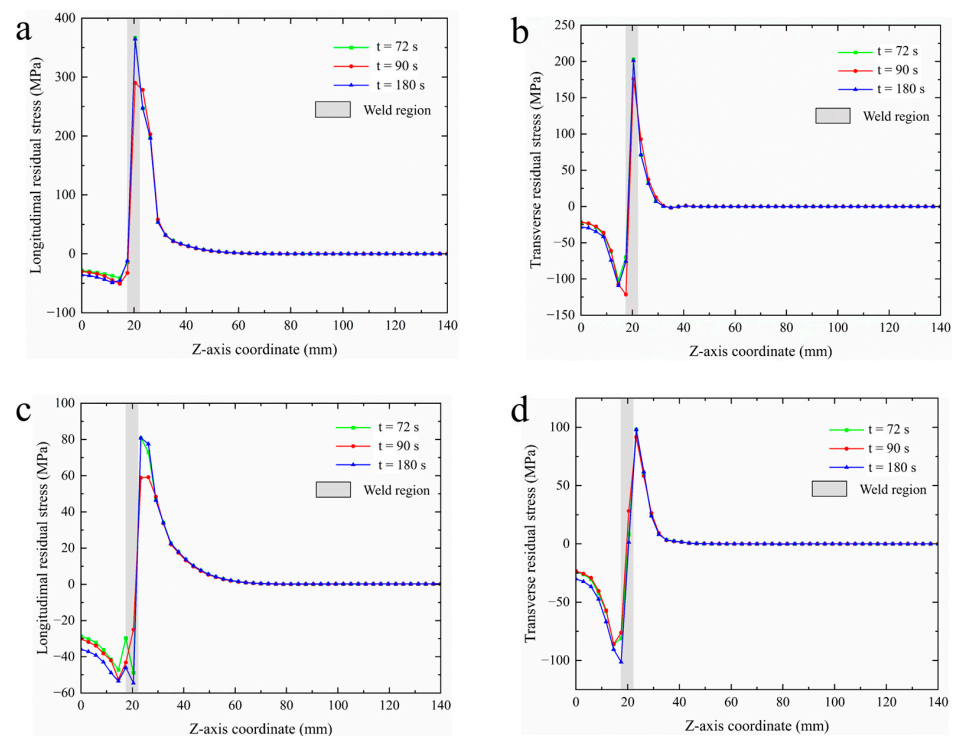 a
Longitudimal residual stress (MPa)
400
300
200
100
0
−100
t = 72 s
t = 90 s
t = 180 s
Weld region
0 20 40 60 80 100 120 140
Z-axis coordinate (mm)
b
Transverse residual stress (MPa)
250
200
150
100
50
0
−50
−100
−150
t = 72 s
t = 90 s
t = 180 s
Weld region
0 20 40 60 80 100 120 140
Z-axis coordinate (mm)
c
Longitudimal residual stress (MPa)
100
80
60
40
20
0
−20
−40
−60
t = 72 s
t = 90 s
t = 180 s
Weld region
0 20 40 60 80 100 120 140
Z-axis coordinate (mm)
d
Transverse residual stress (MPa)
100
50
0
−50
−100
t = 72 s
t = 90 s
t = 180 s
Weld region
0 20 40 60 80 100 120 140
Z-axis coordinate (mm)